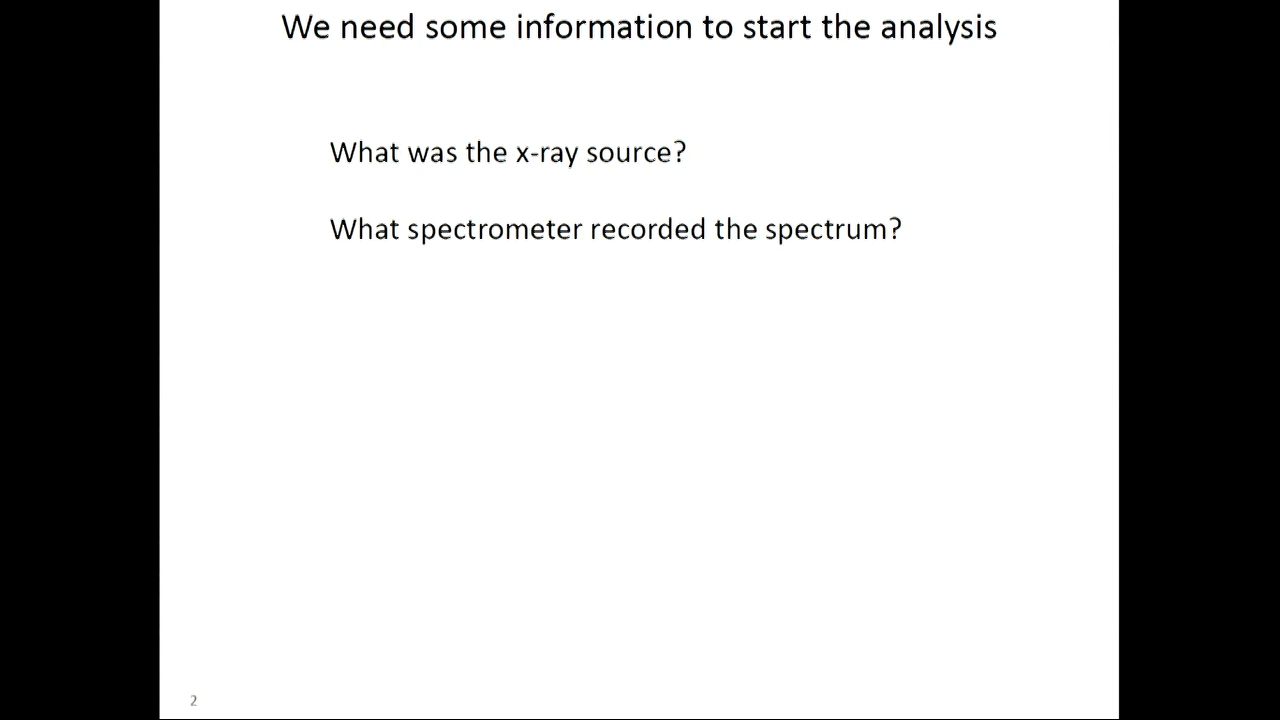 We need some information to start the analysis
What was the x-ray source?
What spectrometer recorded the spectrum?
2